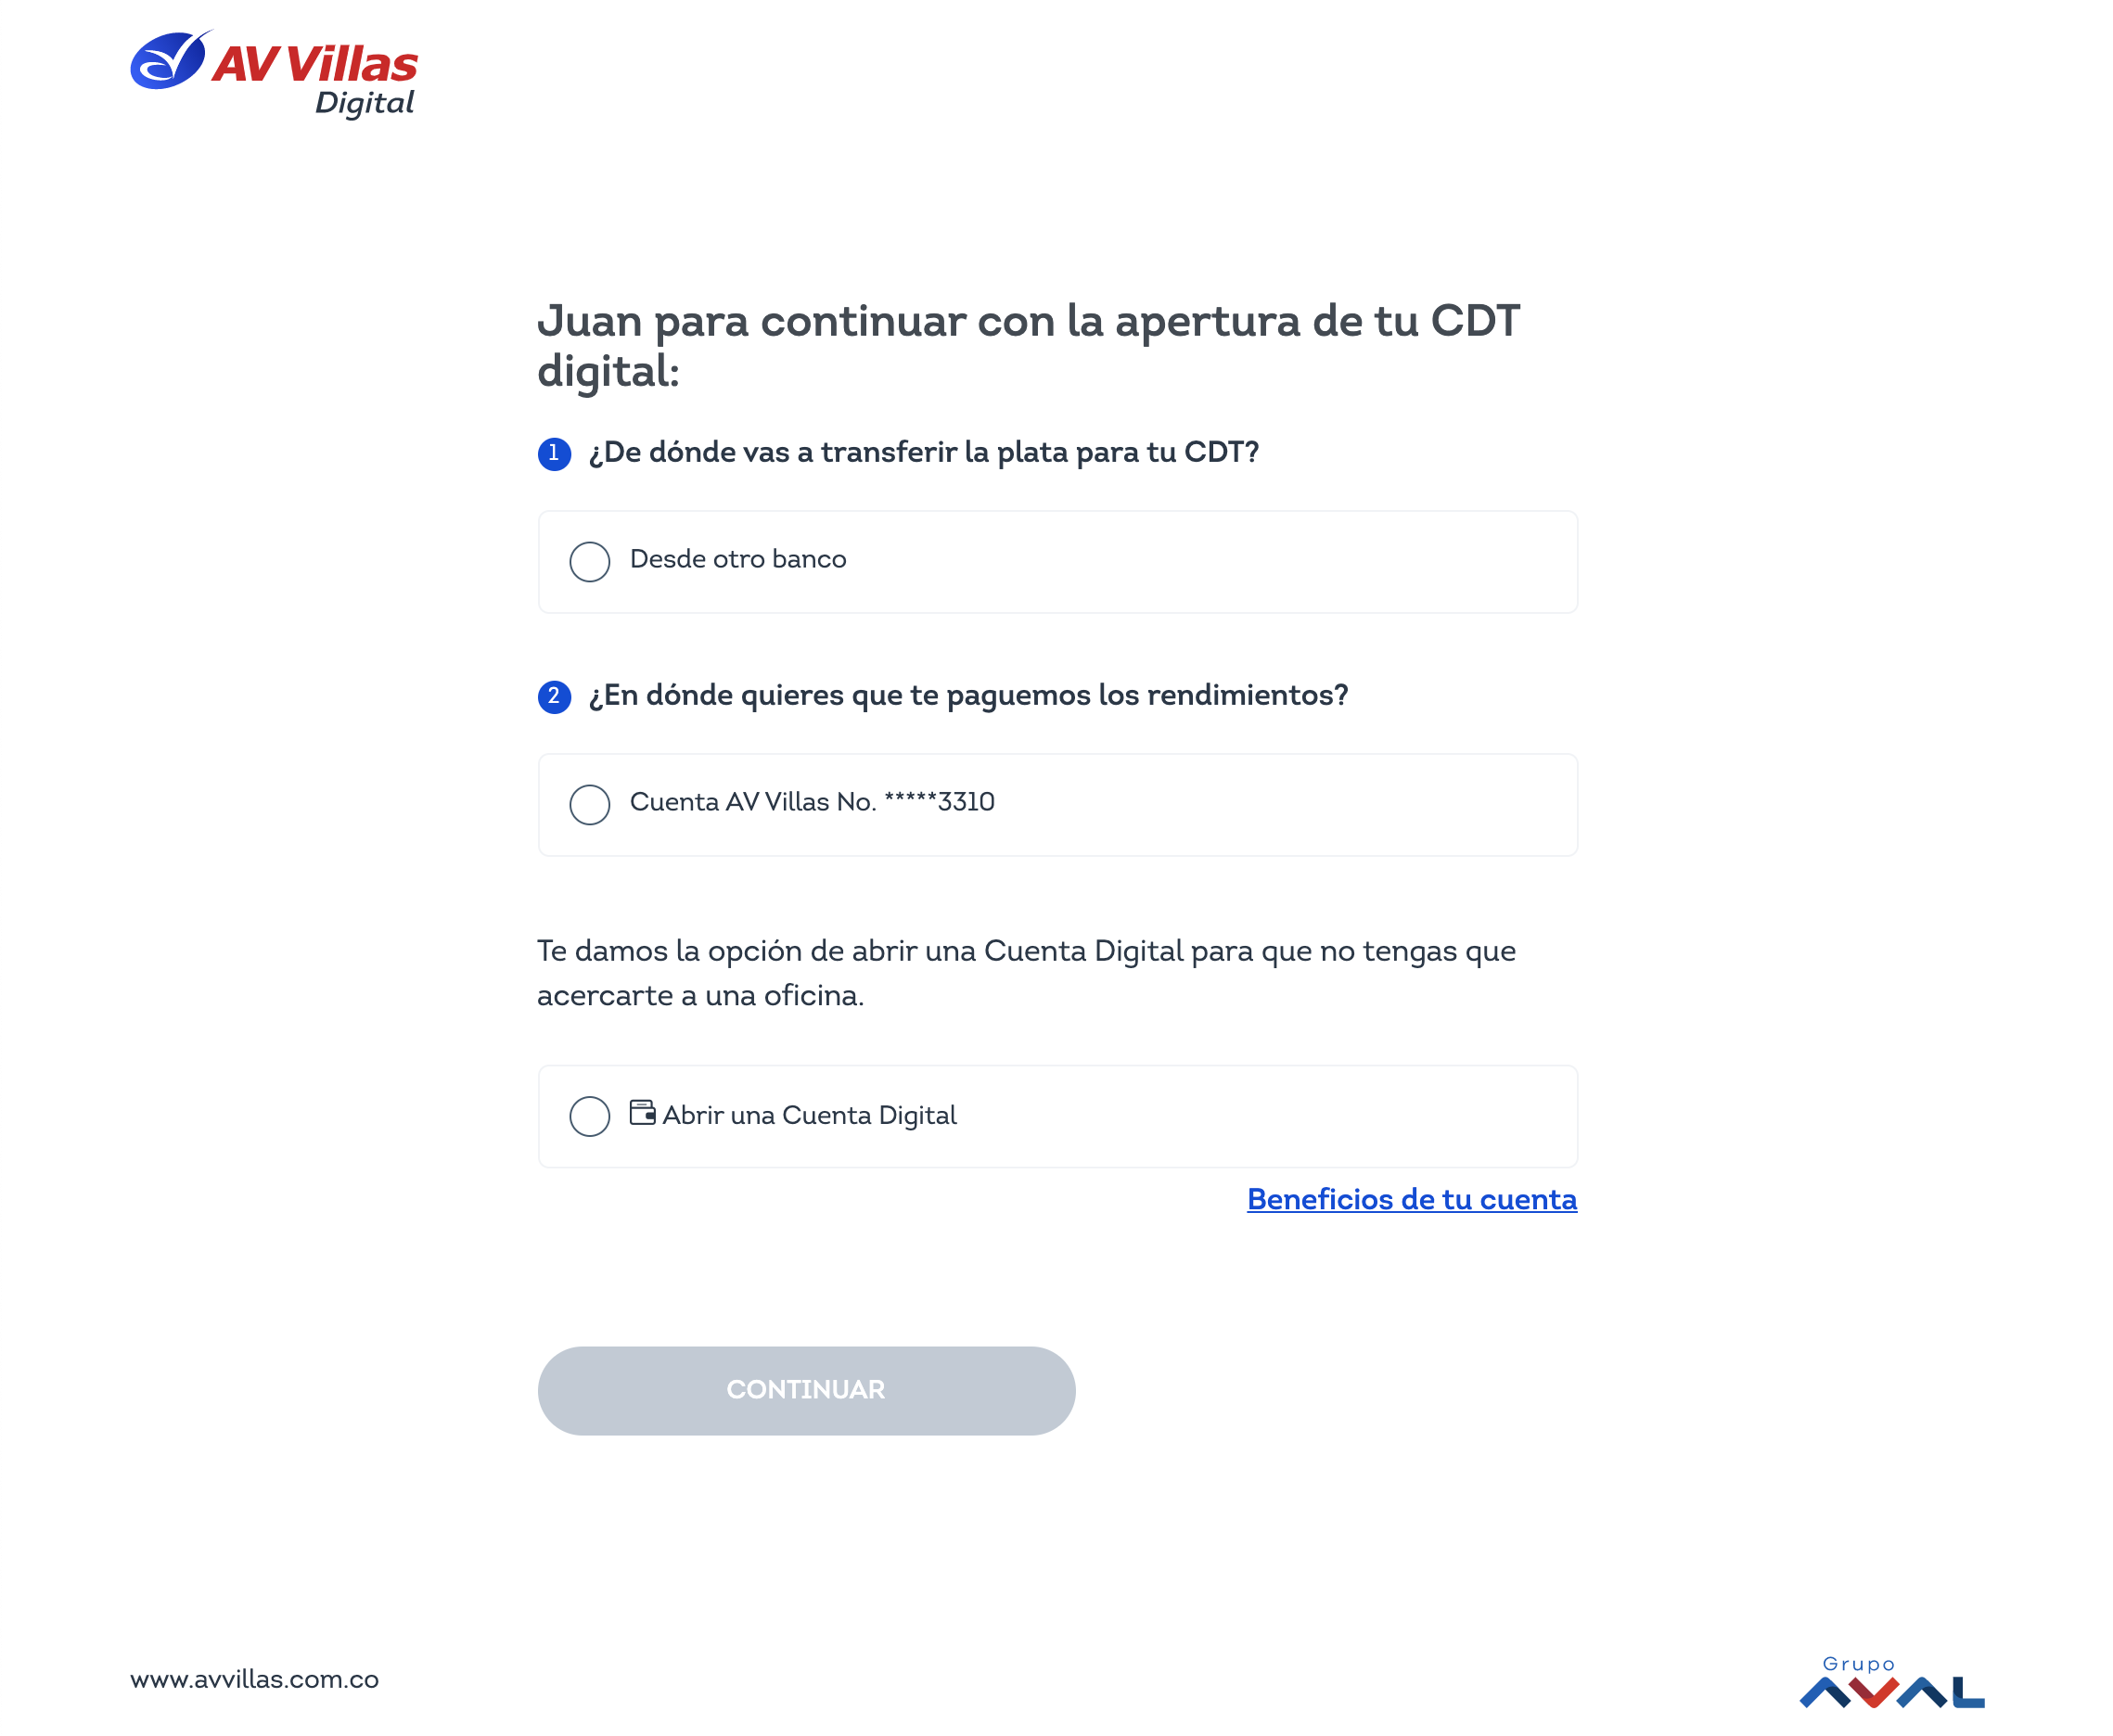 AV Villas
Digital
Juan para continuar con la apertura de tu CDT
digital:
1 ¿De dónde vas a transferir la plata para tu CDT?
Desde otro banco
2 ¿En dónde quieres que te paguemos los rendimientos?
Cuenta AV Villas No. *****3310
Te damos la opción de abrir una Cuenta Digital para que no tengas que
acercarte a una oficina.
Abrir una Cuenta Digital
Beneficios de tu cuenta
CONTINUAR
www.avvillas.com.co
Grupo
AVAL